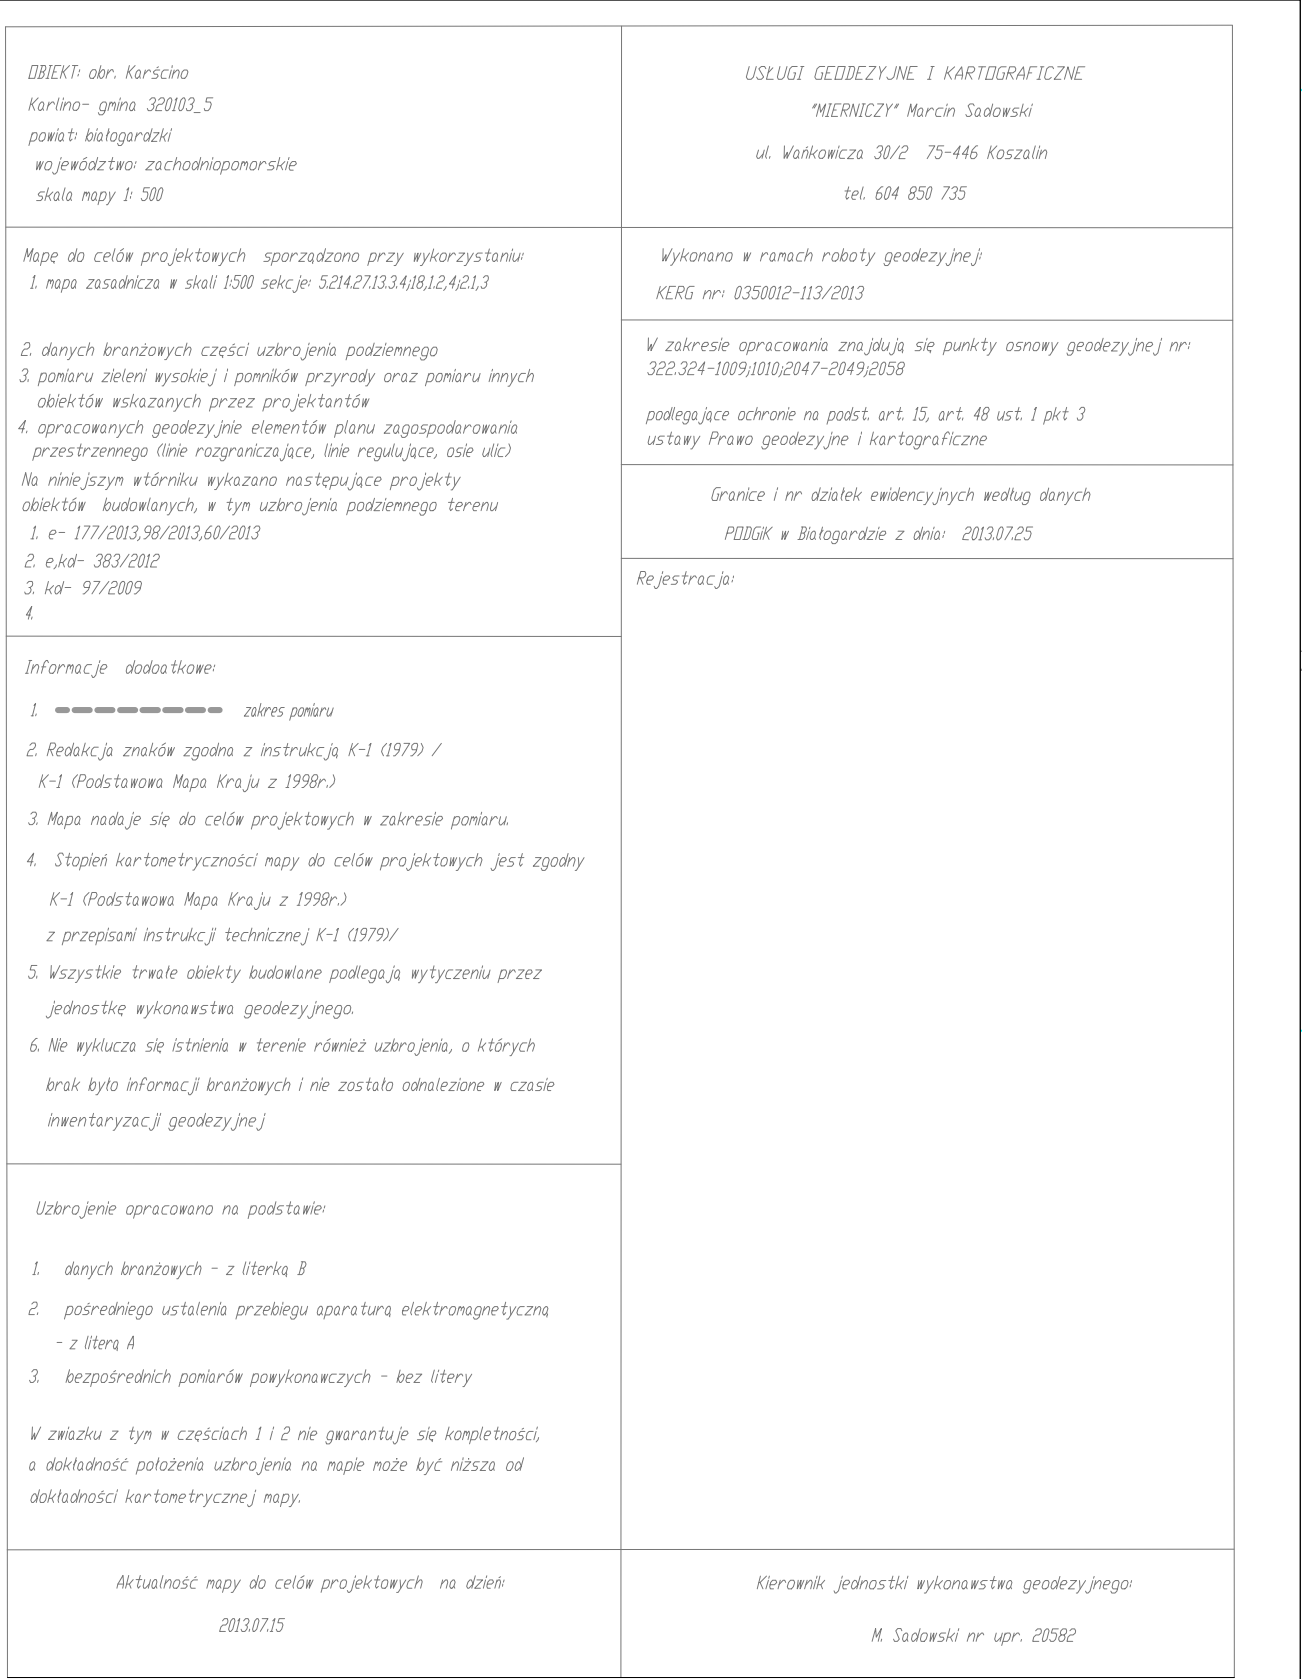 OBIEKT: obr. Karścino
Karlino- gmina 320103_5
powiat: białogardzki
województwo: zachodniopomorskie
skala mapy 1: 500
USŁUGI GEODEZYJNE I KARTOGRAFICZNE
"MIERNICZY" Marcin Sadowski
ul. Wańkowicza 30/2 75-446 Koszalin
tel. 604 850 735
Mapę do celów projektowych sporządzono przy wykorzystaniu:
1. mapa zasadnicza w skali 1:500 sekcje: 5.214.27.13.3.4;18,1.2,4;2.1,3
2. danych branżowych części uzbrojenia podziemnego
3. pomiaru zieleni wysokiej i pomników przyrody oraz pomiaru innych
obiektów wskazanych przez projektantów
4. opracowanych geodezyjnie elementów planu zagospodarowania
przestrzennego (linie rozgraniczające, linie regulujące, osie ulic)
Na niniejszym wtórniku wykazano następujące projekty
obiektów budowlanych, w tym uzbrojenia podziemnego terenu
1. e- 177/2013,98/2013,60/2013
2. e,kd- 383/2012
3. kd- 97/2009
4.
Wykonano w ramach roboty geodezyjnej:
KERG nr: 0350012-113/2013
W zakresie opracowania znajdują się punkty osnowy geodezyjnej nr:
322.324-1009;1010;2047-2049;2058
podlegające ochronie na podst. art. 15, art. 48 ust. 1 pkt 3
ustawy Prawo geodezyjne i kartograficzne
Granice i nr działek ewidencyjnych według danych
PODGiK w Białogardzie z dnia: 2013.07.25
Rejestracja:
Informacje dodoatkowe:
1. zakres pomiaru
2. Redakcja znaków zgodna z instrukcją K-1 (1979) /
K-1 (Podstawowa Mapa Kraju z 1998r.)
3. Mapa nadaje się do celów projektowych w zakresie pomiaru.
4. Stopień kartometryczności mapy do celów projektowych jest zgodny
K-1 (Podstawowa Mapa Kraju z 1998r.)
z przepisami instrukcji technicznej K-1 (1979)/
5. Wszystkie trwałe obiekty budowlane podlegają wytyczeniu przez
jednostkę wykonawstwa geodezyjnego.
6. Nie wyklucza się istnienia w terenie również uzbrojenia, o których
brak było informacji branżowych i nie zostało odnalezione w czasie
inwentaryzacji geodezyjnej
Uzbrojenie opracowano na podstawie:
1. danych branżowych - z literką B
2. pośredniego ustalenia przebiegu aparaturą elektromagnetyczną
- z literą A
3. bezpośrednich pomiarów powykonawczych - bez litery
W zwiazku z tym w częściach 1 i 2 nie gwarantuje się kompletności,
a dokładność położenia uzbrojenia na mapie może być niższa od
dokładności kartometrycznej mapy.
Aktualność mapy do celów projektowych na dzień:
2013.07.15
Kierownik jednostki wykonawstwa geodezyjnego:
M. Sadowski nr upr. 20582